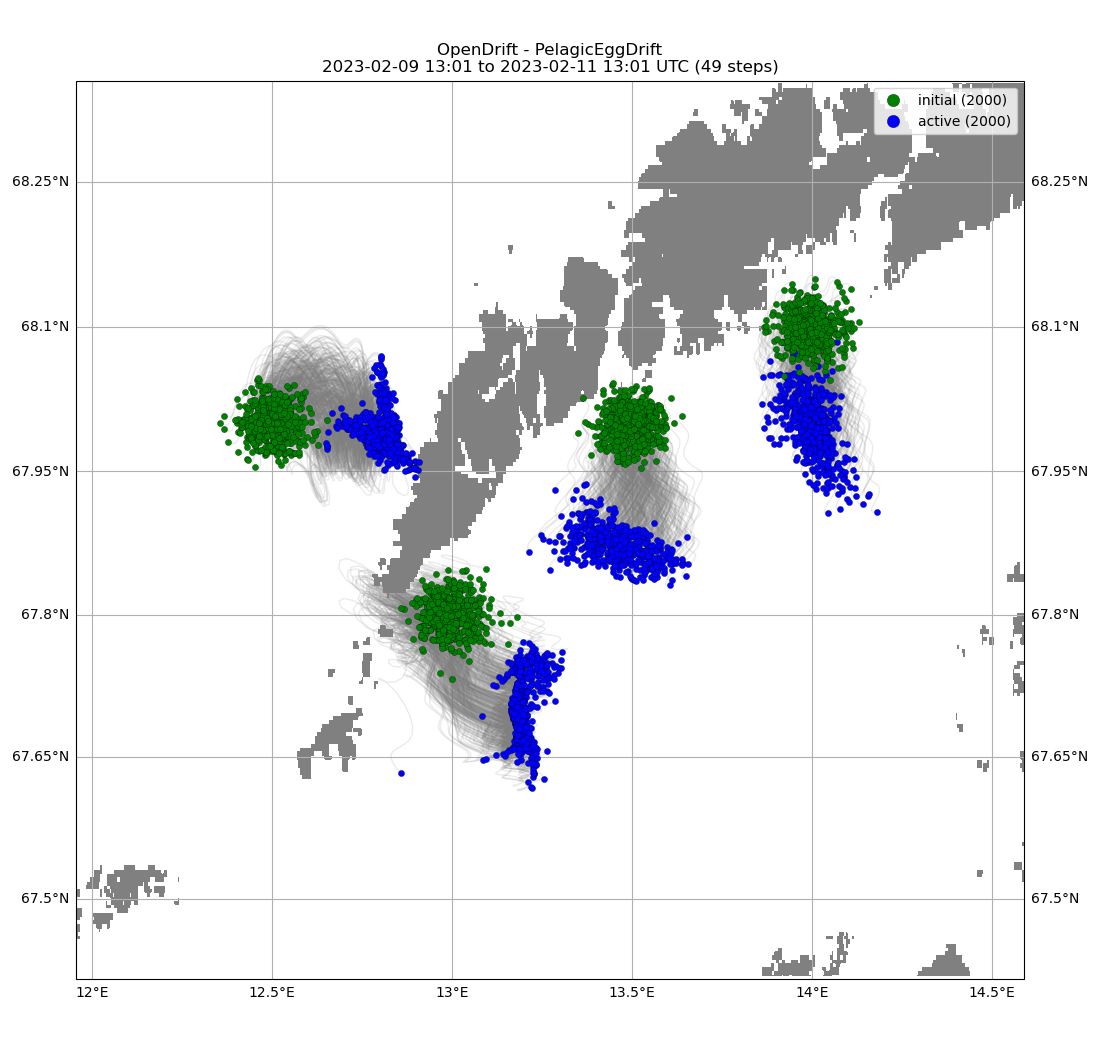 OpenDrift - PelagicEggDrift
2023-02-09 13:01 to 2023-02-11 13:01 UTC (49 steps)
initial (2000)
active (2000)
68.25°N 68.25°N
68.1°N 68.1°N
67.95°N 67.95°N
67.8°N 67.8°N
67.65°N 67.65°N
67.5°N 67.5°N
12°E 12.5°E 13°E 13.5°E 14°E 14.5°E